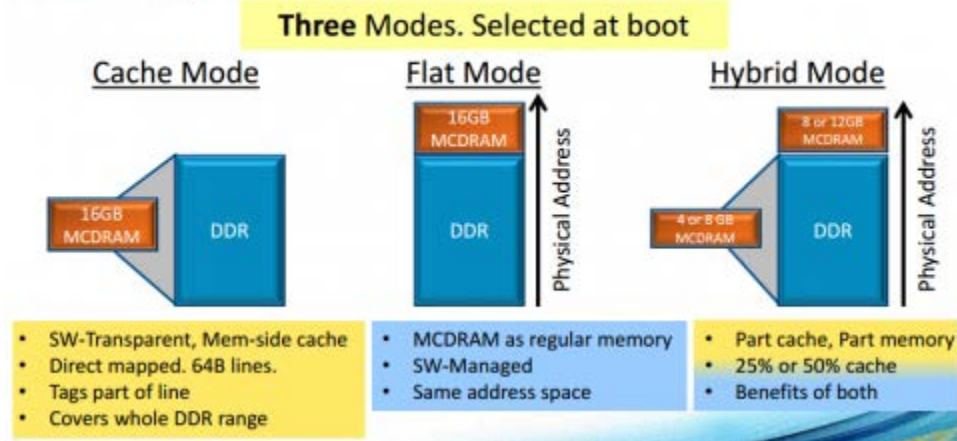 Three Modes. Selected at boot
Cache Mode
16GB
MCDRAM
DDR
• SW-Transparent, Mem-side cache
• Direct mapped. 64B lines.
• Tags part of line
• Covers whole DDR range
Flat Mode
16GB
MCDRAM
DDR
Physical Address
• MCDRAM as regular memory
• SW-Managed
• Same address space
Hybrid Mode
8 or 12GB
MCDRAM
4 or 8 GB
MCDRAM
DDR
Physical Address
• Part cache, Part memory
• 25% or 50% cache
• Benefits of both